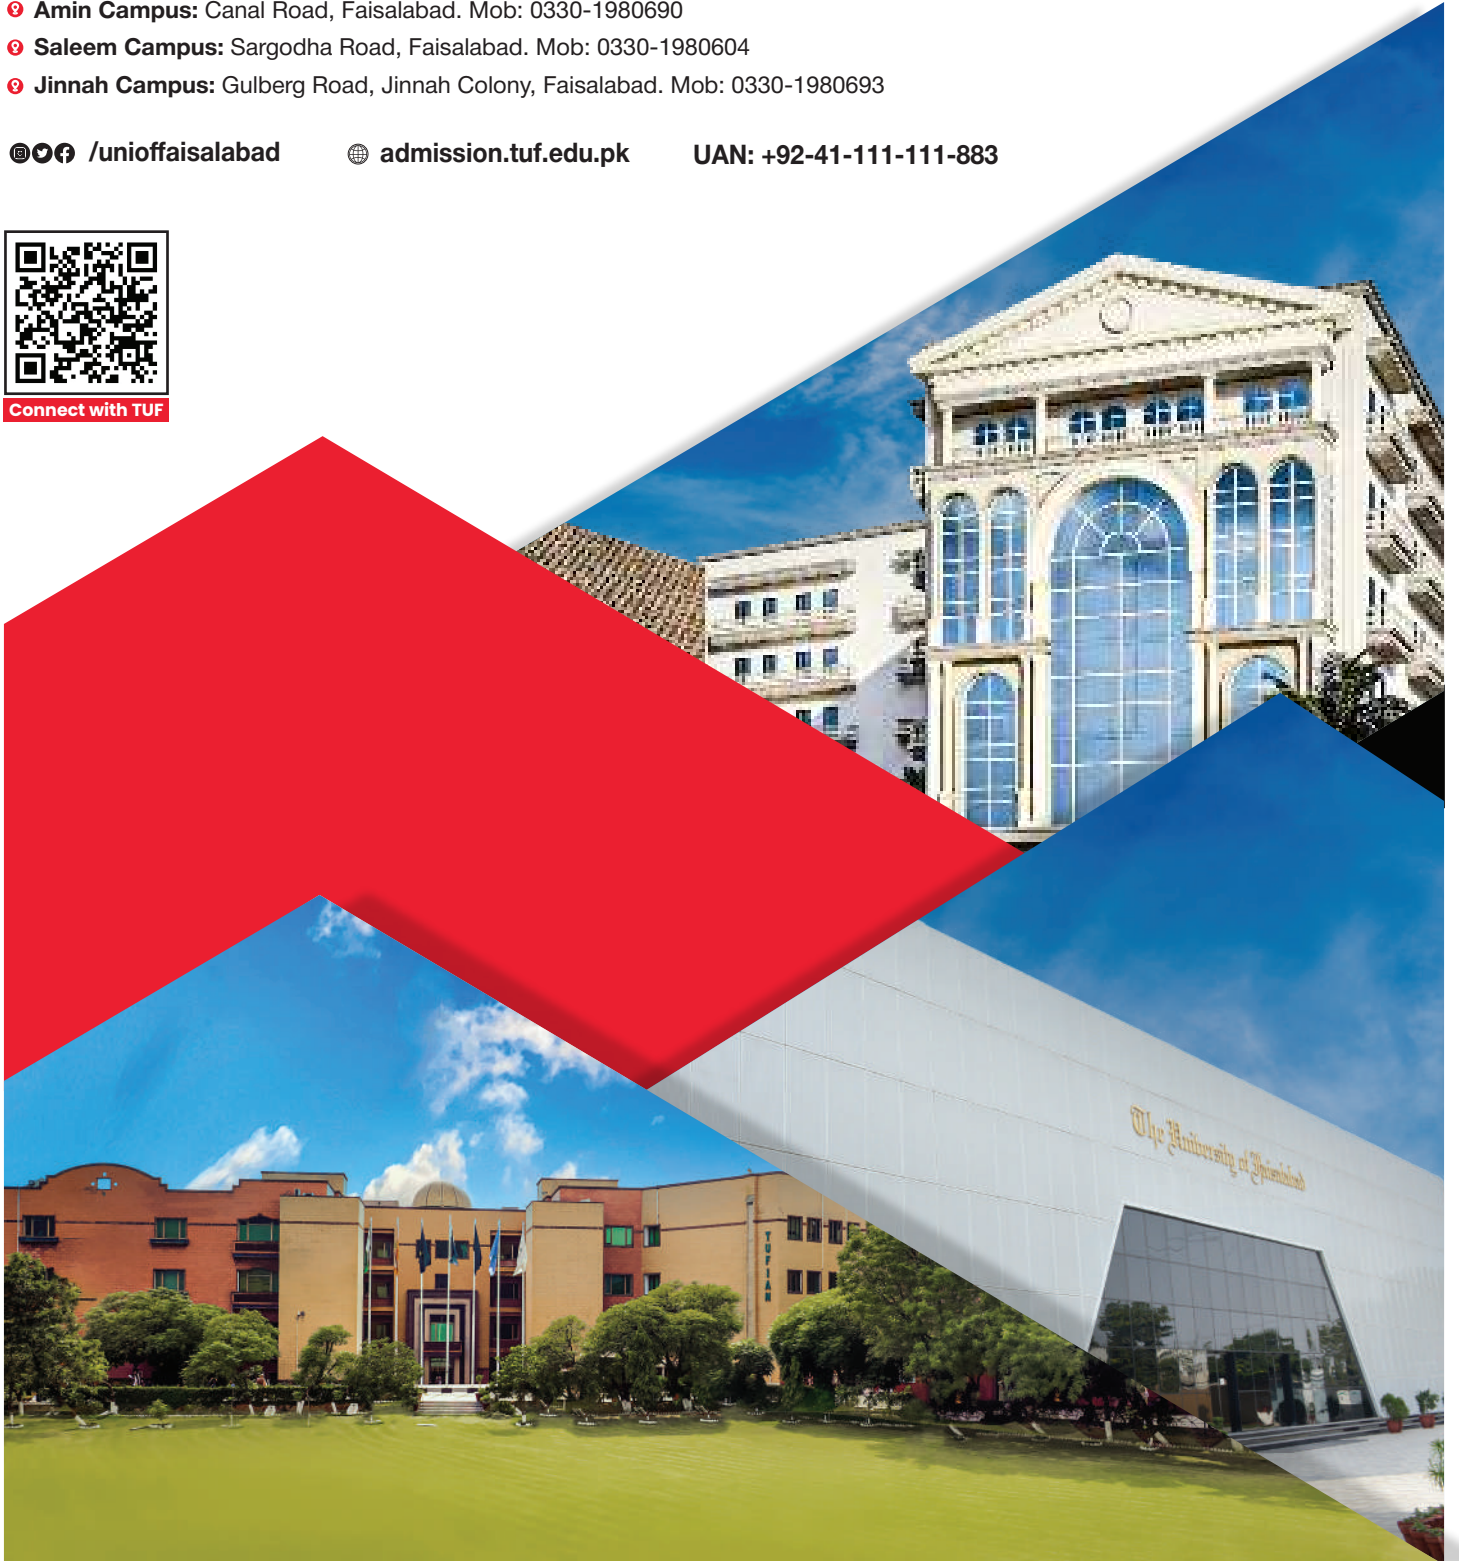 Amin Campus: Canal Road, Faisalabad. Mob: 0330-1980690
Saleem Campus: Sargodha Road, Faisalabad. Mob: 0330-1980604
Jinnah Campus: Gulberg Road, Jinnah Colony, Faisalabad. Mob: 0330-1980693
/unioffaisalabad admission.tuf.edu.pk UAN: +92-41-111-111-883
Connect with TUF
The University of Faisalabad
TUFIAN